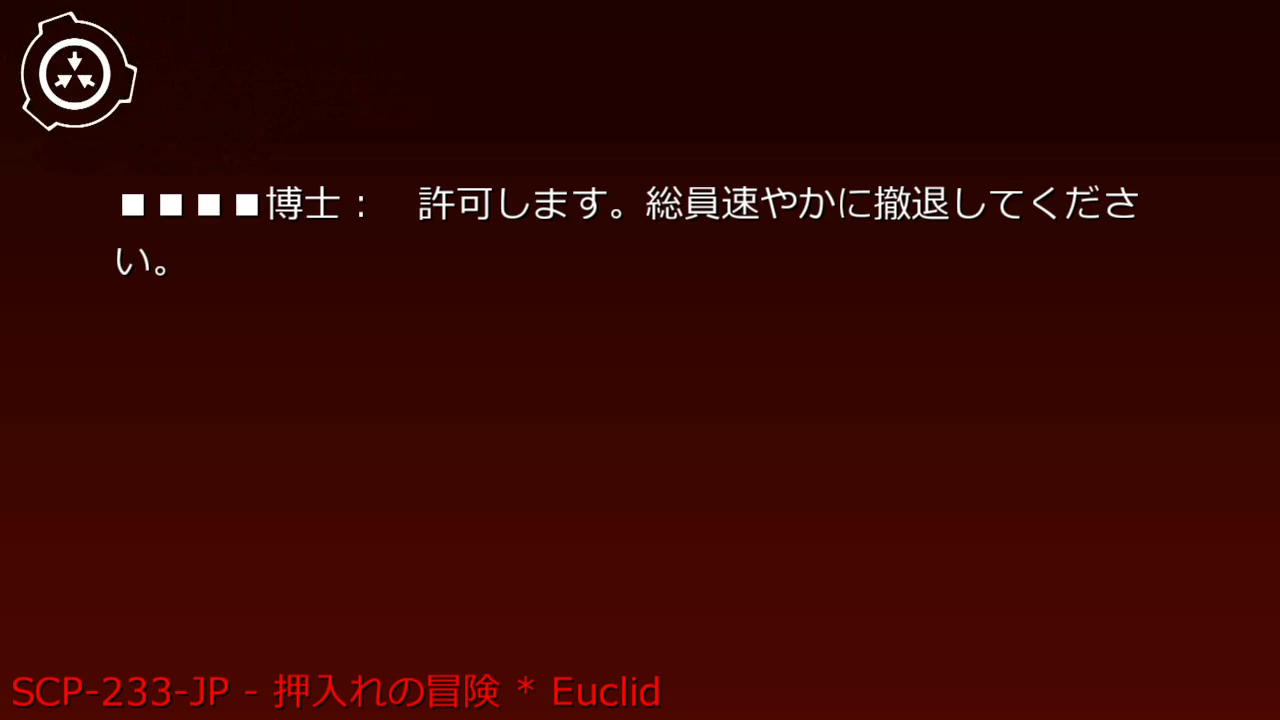 ■■■■博士：　許可します。総員速やかに撤退してくださ
い。
SCP-233-JP - 押入れの冒険 * Euclid